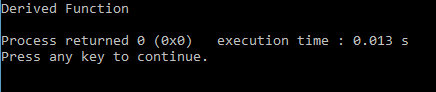 Derived Function
Process returned 0 (0x0)   execution time : 0.013 s
Press any key to continue.